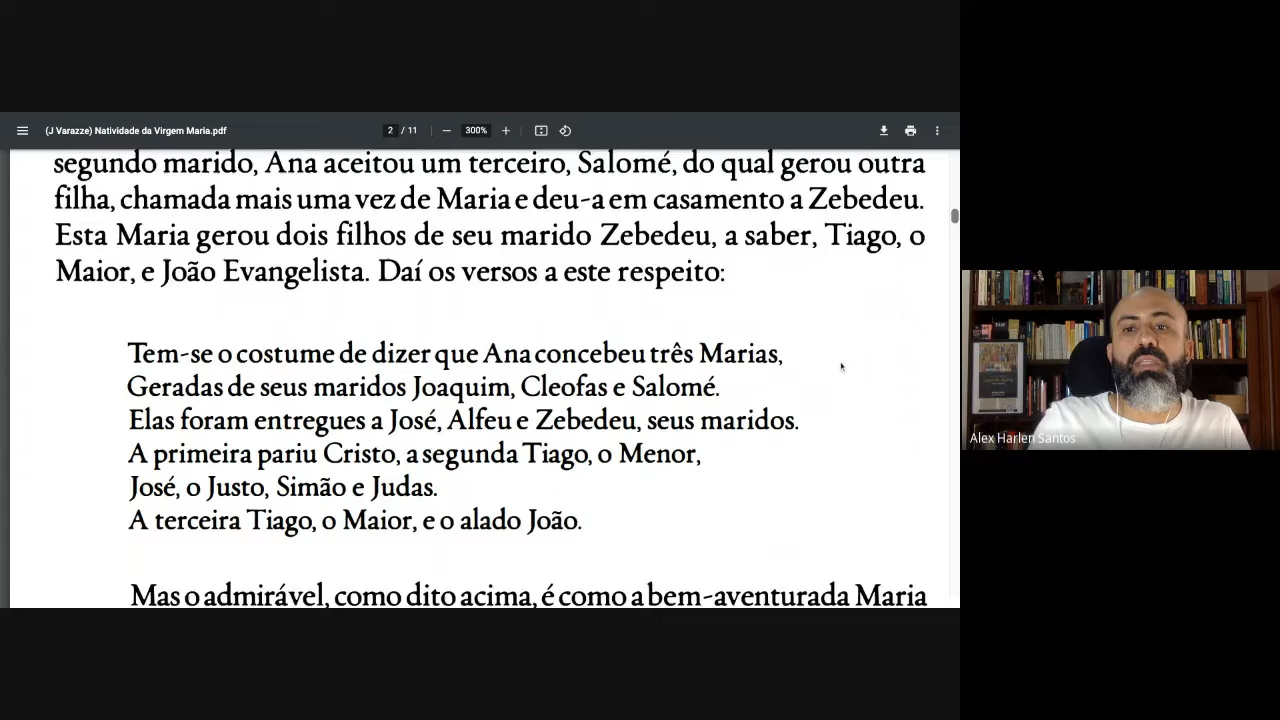 (J Varazze) Natividade da Virgem Maria.pdf
2 / 11
300%
segundo marido, Ana aceitou um terceiro, Salomé, do qual gerou outra
filha, chamada mais uma vez de Maria e deu-a em casamento a Zebedeu.
Esta Maria gerou dois filhos de seu marido Zebedeu, a saber, Tiago, o
Maior, e João Evangelista. Daí os versos a este respeito:
Tem-se o costume de dizer que Ana concebeu três Marias,
Geradas de seus maridos Joaquim, Cleofas e Salomé.
Elas foram entregues a José, Alfeu e Zebedeu, seus maridos.
A primeira pariu Cristo, a segunda Tiago, o Menor,
José, o Justo, Simão e Judas.
A terceira Tiago, o Maior, e o alado João.
Mas o admirável, como dito acima, é como a bem-aventurada Maria
Alex Harlen Santos